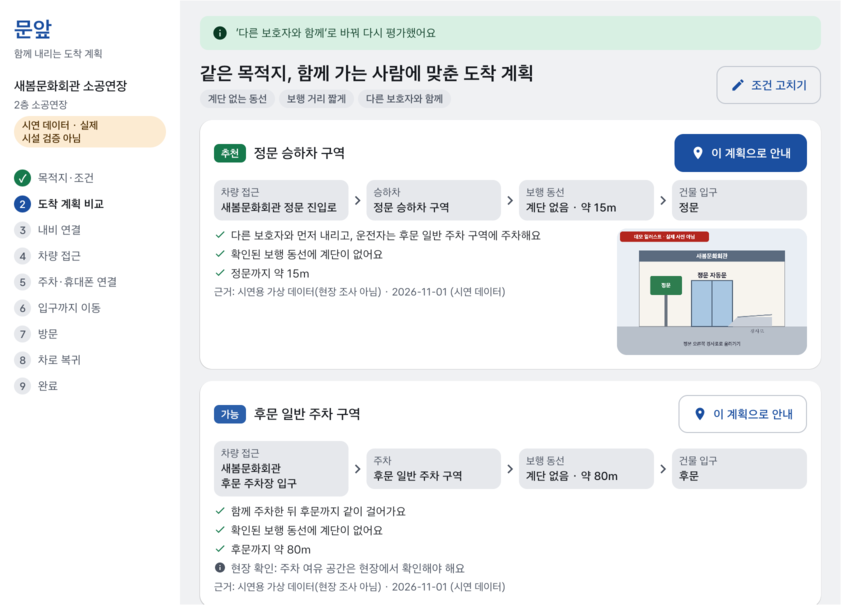 문앞
함께 내리는 도착 계획
새봄문화회관 소공연장
2층 소공연장
시연 데이터 · 실제
시설 검증 아님
목적지·조건
2 도착 계획 비교
3 내비 연결
4 차량 접근
5 주차·휴대폰 연결
6 입구까지 이동
7 방문
8 차로 복귀
9 완료
‘다른 보호자와 함께’로 바꿔 다시 평가했어요
같은 목적지, 함께 가는 사람에 맞춘 도착 계획
조건 고치기
계단 없는 동선 보행 거리 짧게 다른 보호자와 함께
추천 정문 승하차 구역
이 계획으로 안내
차량 접근
새봄문화회관 정문 진입로
승하차
정문 승하차 구역
보행 동선
계단 없음 · 약 15m
건물 입구
정문
다른 보호자와 먼저 내리고, 운전자는 후문 일반 주차 구역에 주차해요
확인된 보행 동선에 계단이 없어요
정문까지 약 15m
근거: 시연용 가상 데이터(현장 조사 아님) · 2026-11-01 (시연 데이터)
데모 일러스트 · 실제 사진 아님
새봄문화회관
정문 자동문
정문
가능 후문 일반 주차 구역
이 계획으로 안내
차량 접근
새봄문화회관
후문 주차장 입구
주차
후문 일반 주차 구역
보행 동선
계단 없음 · 약 80m
건물 입구
후문
함께 주차한 뒤 후문까지 같이 걸어가요
확인된 보행 동선에 계단이 없어요
후문까지 약 80m
현장 확인: 주차 여유 공간은 현장에서 확인해야 해요
근거: 시연용 가상 데이터(현장 조사 아님) · 2026-11-01 (시연 데이터)